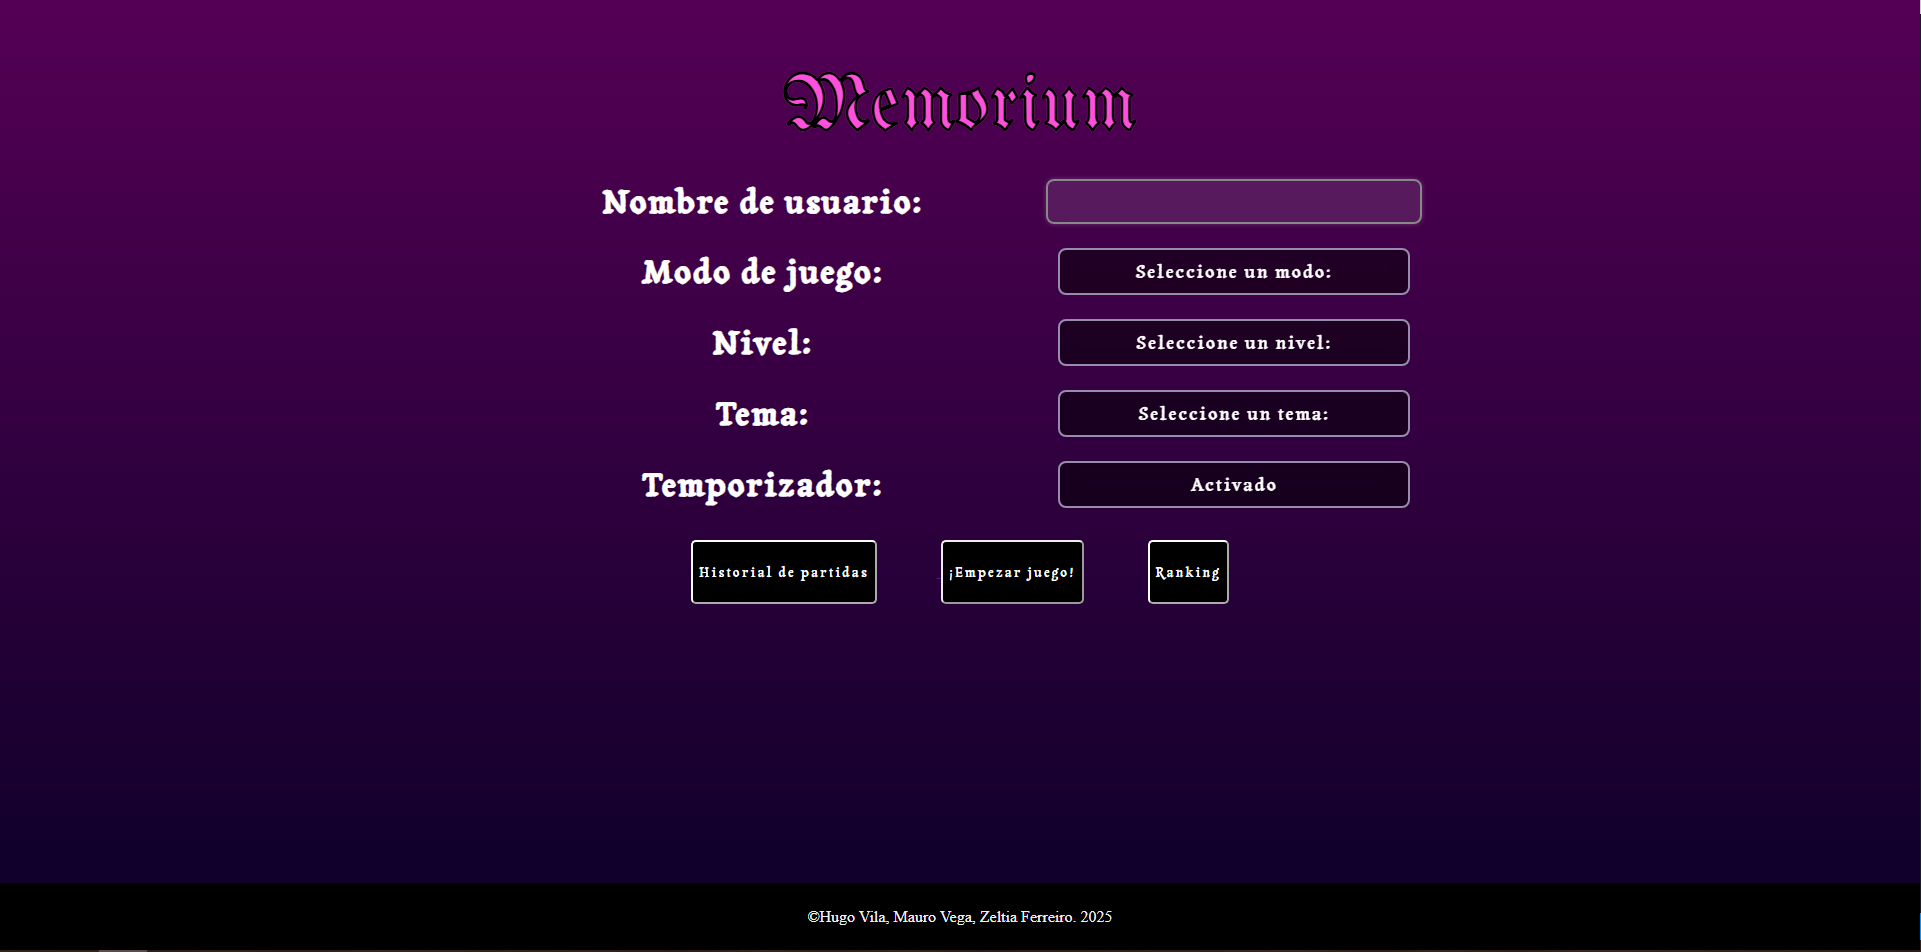 Memorium
Nombre de usuario:
Modo de juego: Seleccione un modo:
Nivel: Seleccione un nivel:
Tema: Seleccione un tema:
Temporizador: Activado
Historial de partidas ¡Empezar juego! Ranking
©Hugo Vila, Mauro Vega, Zeltia Ferreiro. 2025